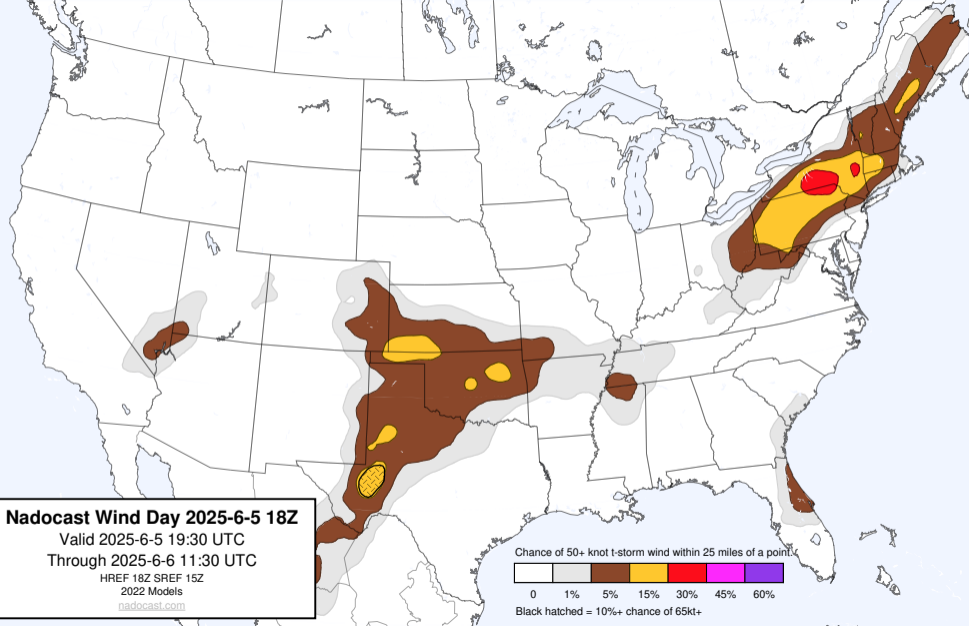 Nadocast Wind Day 2025-6-5 18Z
Valid 2025-6-5 19:30 UTC
Through 2025-6-6 11:30 UTC
HREF 18Z SREF 15Z
2022 Models
nadocast.com
Chance of 50+ knot t-storm wind within 25 miles of a point.
0 1% 5% 15% 30% 45% 60%
Black hatched = 10%+ chance of 65kt+